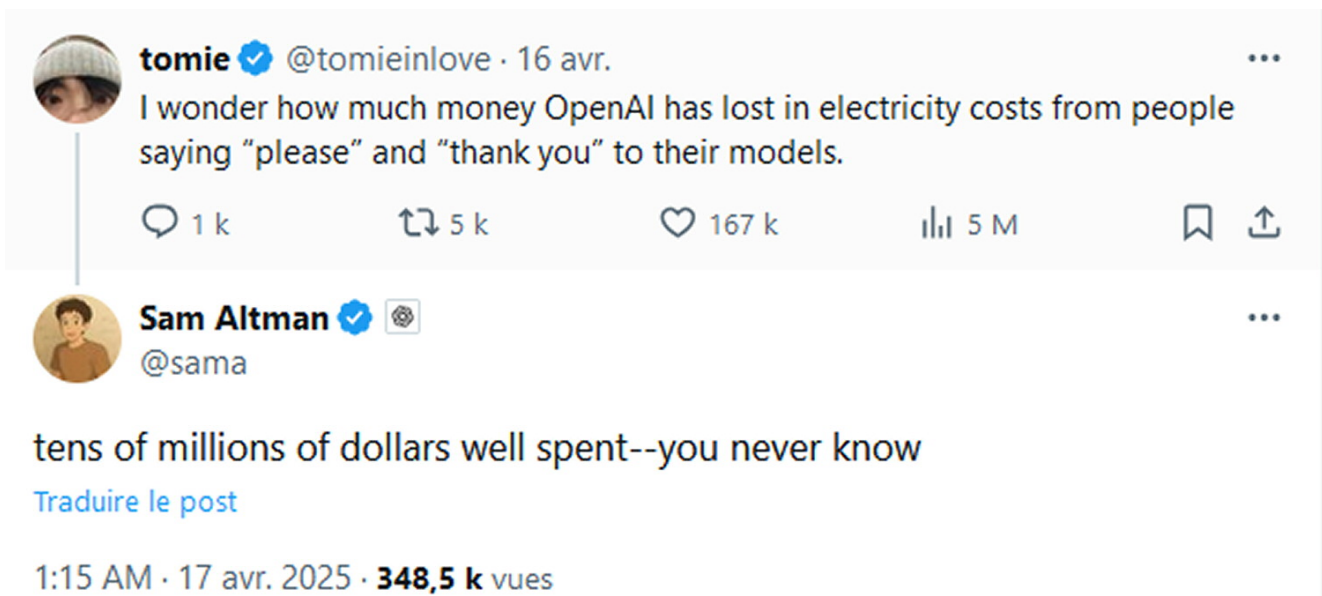 tomie @tomieinlove · 16 avr.
I wonder how much money OpenAI has lost in electricity costs from people
saying “please” and “thank you” to their models.
1 k 5 k 167 k 5 M
Sam Altman
@sama
tens of millions of dollars well spent--you never know
Traduire le post
1:15 AM · 17 avr. 2025 · 348,5 k vues